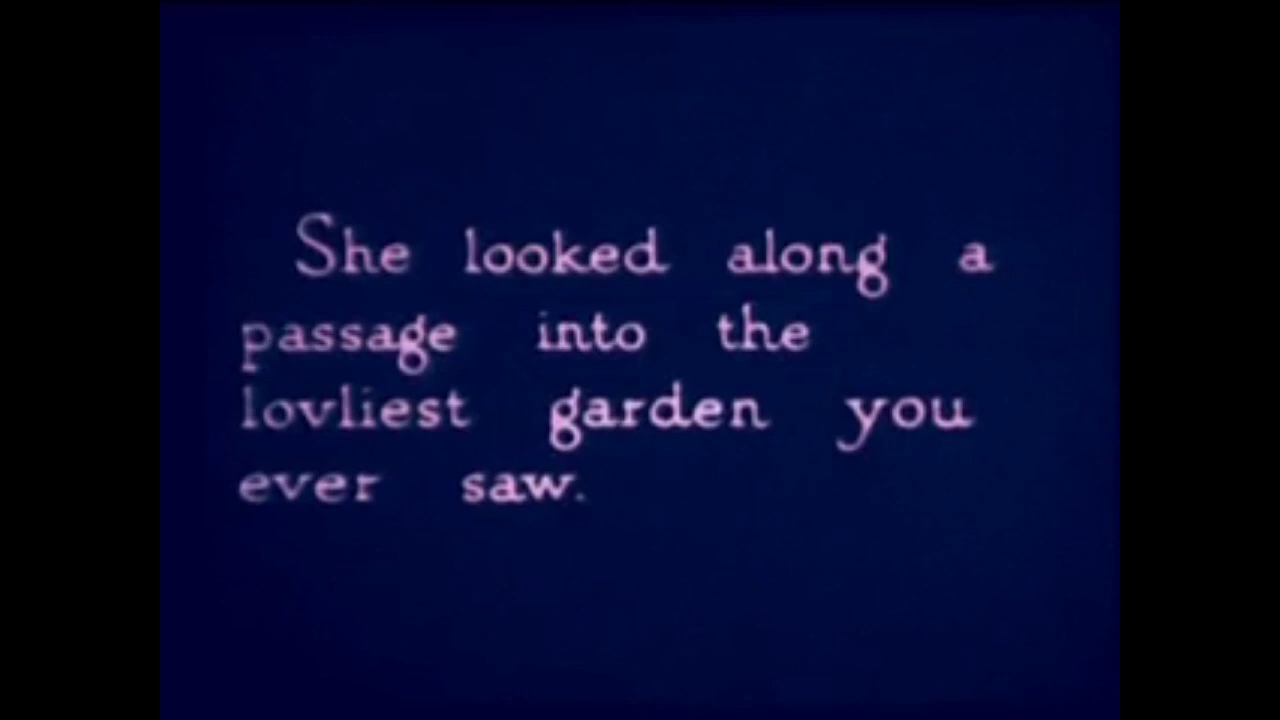 She looked along a
passage into the
lovliest garden you
ever saw.